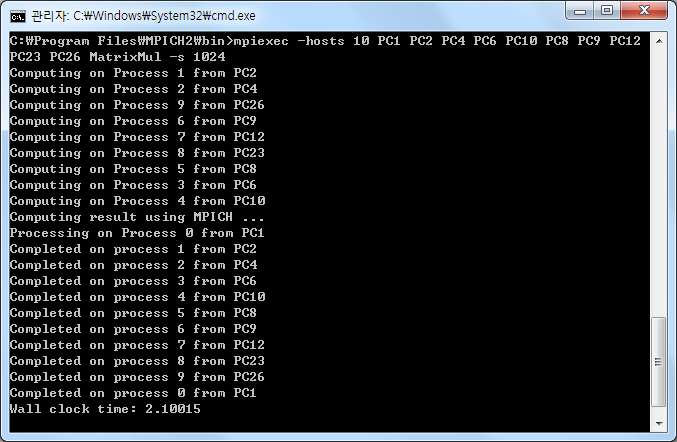 관리자: C:₩Windows₩System32₩cmd.exe
C:₩Program Files₩MPICH2₩bin>mpiexec -hosts 10 PC1 PC2 PC4 PC6 PC10 PC8 PC9 PC12
PC23 PC26 MatrixMul -s 1024
Computing on Process 1 from PC2
Computing on Process 2 from PC4
Computing on Process 9 from PC26
Computing on Process 6 from PC9
Computing on Process 7 from PC12
Computing on Process 8 from PC23
Computing on Process 5 from PC8
Computing on Process 3 from PC6
Computing on Process 4 from PC10
Computing result using MPICH ...
Processing on Process 0 from PC1
Completed on process 1 from PC2
Completed on process 2 from PC4
Completed on process 3 from PC6
Completed on process 4 from PC10
Completed on process 5 from PC8
Completed on process 6 from PC9
Completed on process 7 from PC12
Completed on process 8 from PC23
Completed on process 9 from PC26
Completed on process 0 from PC1
Wall clock time: 2.10015